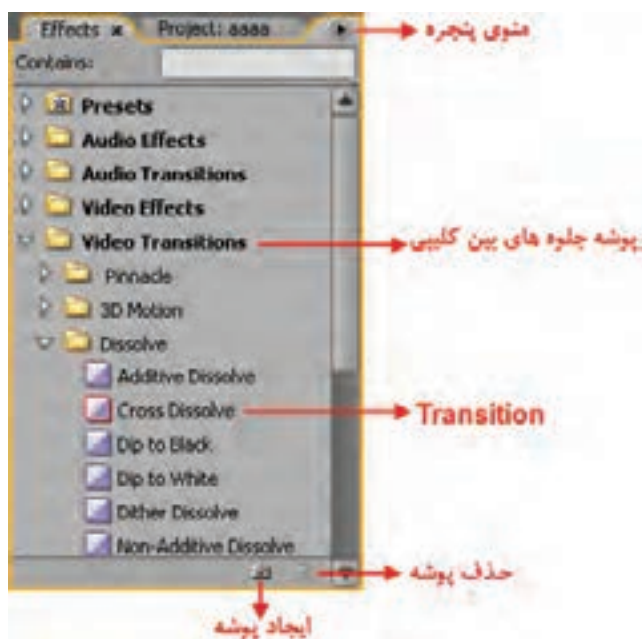 Effects x Project: aaaa
منوی پنجره
Contains:
Presets
Audio Effects
Audio Transitions
Video Effects
Video Transitions
پوشه جلوه های بین کلیپی
Pinnacle
3D Motion
Dissolve
Additive Dissolve
Cross Dissolve
Transition
Dip to Black
Dip to White
Dither Dissolve
Non-Additive Dissolve
حذف پوشه
ایجاد پوشه